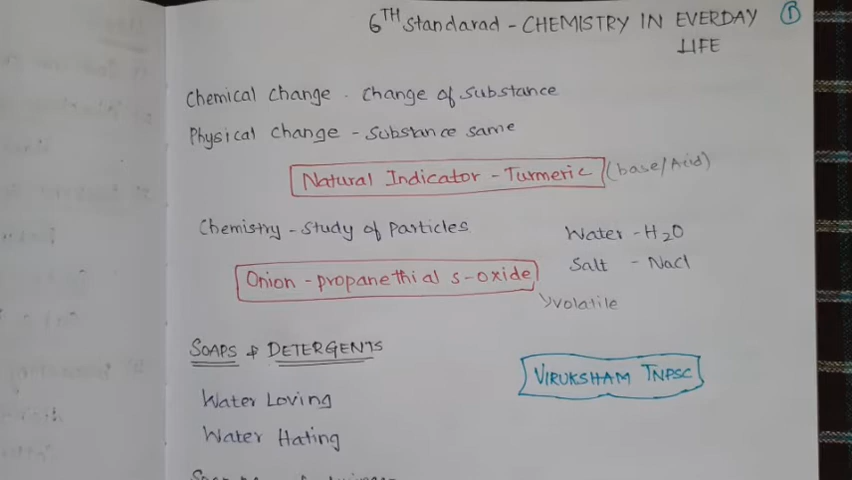 6TH Standarad - CHEMISTRY IN EVERDAY LIFE
1
Chemical change - change of substance
Physical change - substance same
Natural Indicator - Turmeric (base/Acid)
Chemistry - study of particles
Water - H2O
Salt - Nacl
Onion - propanethial s-oxide
volatile
SOAPS & DETERGENTS
VIRUKSHAM TNPSC
Water Loving
Water Hating